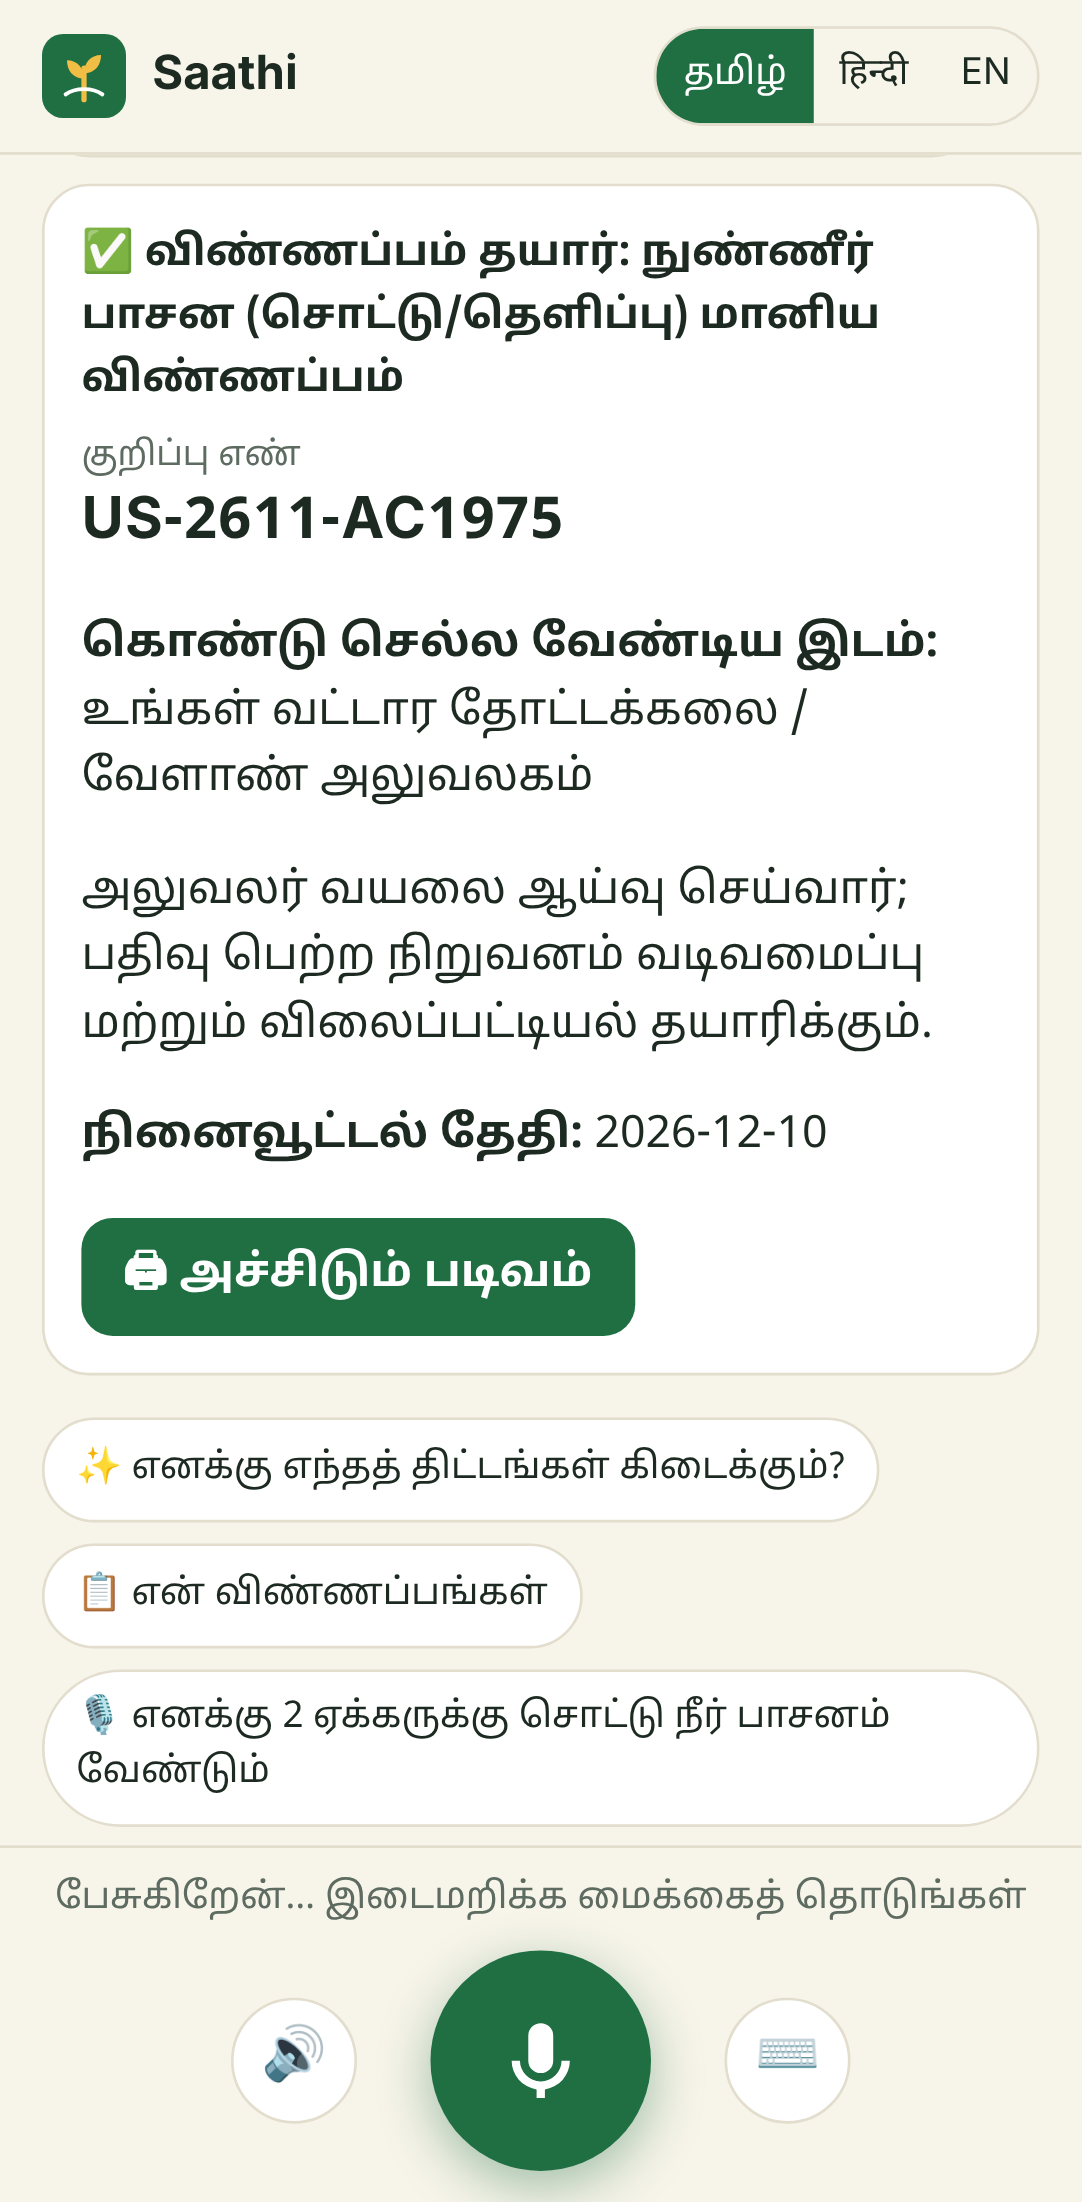 Saathi
தமிழ் हिन्दी EN
✅ விண்ணப்பம் தயார்: நுண்ணீர்
பாசன (சொட்டு/தெளிப்பு) மானிய
விண்ணப்பம்
குறிப்பு எண்
US-2611-AC1975
கொண்டு செல்ல வேண்டிய இடம்:
உங்கள் வட்டார தோட்டக்கலை /
வேளாண் அலுவலகம்
அலுவலர் வயலை ஆய்வு செய்வார்;
பதிவு பெற்ற நிறுவனம் வடிவமைப்பு
மற்றும் விலைப்பட்டியல் தயாரிக்கும்.
நினைவூட்டல் தேதி: 2026-12-10
🖨 அச்சிடும் படிவம்
✨ எனக்கு எந்தத் திட்டங்கள் கிடைக்கும்?
📋 என் விண்ணப்பங்கள்
🎙️ எனக்கு 2 ஏக்கருக்கு சொட்டு நீர் பாசனம்
வேண்டும்
பேசுகிறேன்... இடைமறிக்க மைக்கைத் தொடுங்கள்